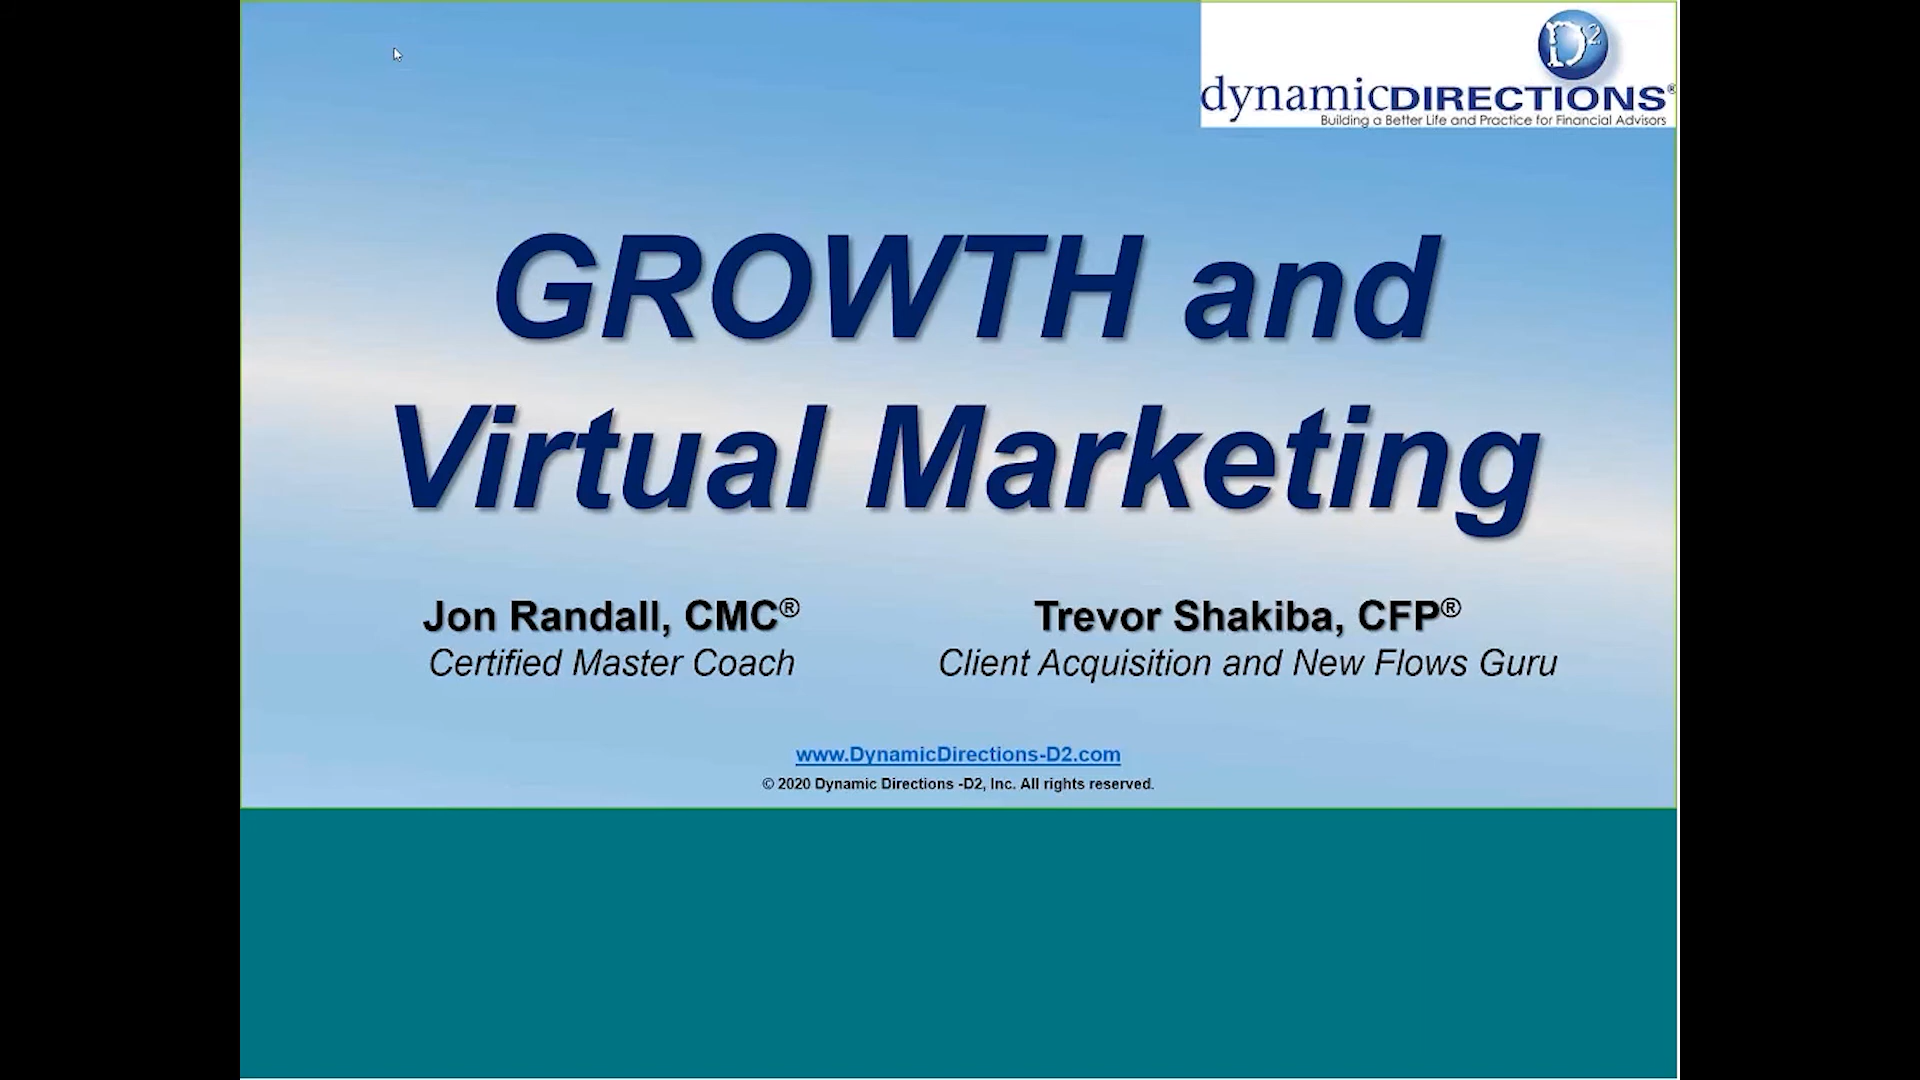 D2
dynamicDIRECTIONS®
Building a Better Life and Practice for Financial Advisors
GROWTH and
Virtual Marketing
Jon Randall, CMC®
Certified Master Coach
Trevor Shakiba, CFP®
Client Acquisition and New Flows Guru
www.DynamicDirections-D2.com
© 2020 Dynamic Directions -D2, Inc. All rights reserved.